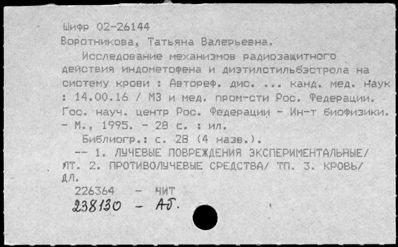 Шифр 02-26144
Воротникова, Татьяна Валерьевна.
Исследование механизмов радиозащитного
действия индометофена и диэтилстильбэстрола на
систему крови : Автореф. дис. ... канд. мед. наук
: 14.00.16 / МЗ и мед. пром-сти Рос. Федерации.
Гос. науч. центр Рос. Федерации - Ин-т биофизики.
- М., 1995. - 28 с. : ил.
Библиогр.: с. 28 (4 назв.).
-- 1. ЛУЧЕВЫЕ ПОВРЕЖДЕНИЯ ЭКСПЕРИМЕНТАЛЬНЫЕ/
ЛТ. 2. ПРОТИВОЛУЧЕВЫЕ СРЕДСТВА/ ТП. 3. КРОВЬ/
ДЛ.
226364 - ЧИТ
238130 - АБ.